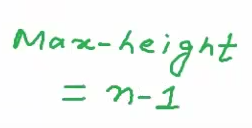 Max-height
= n-1